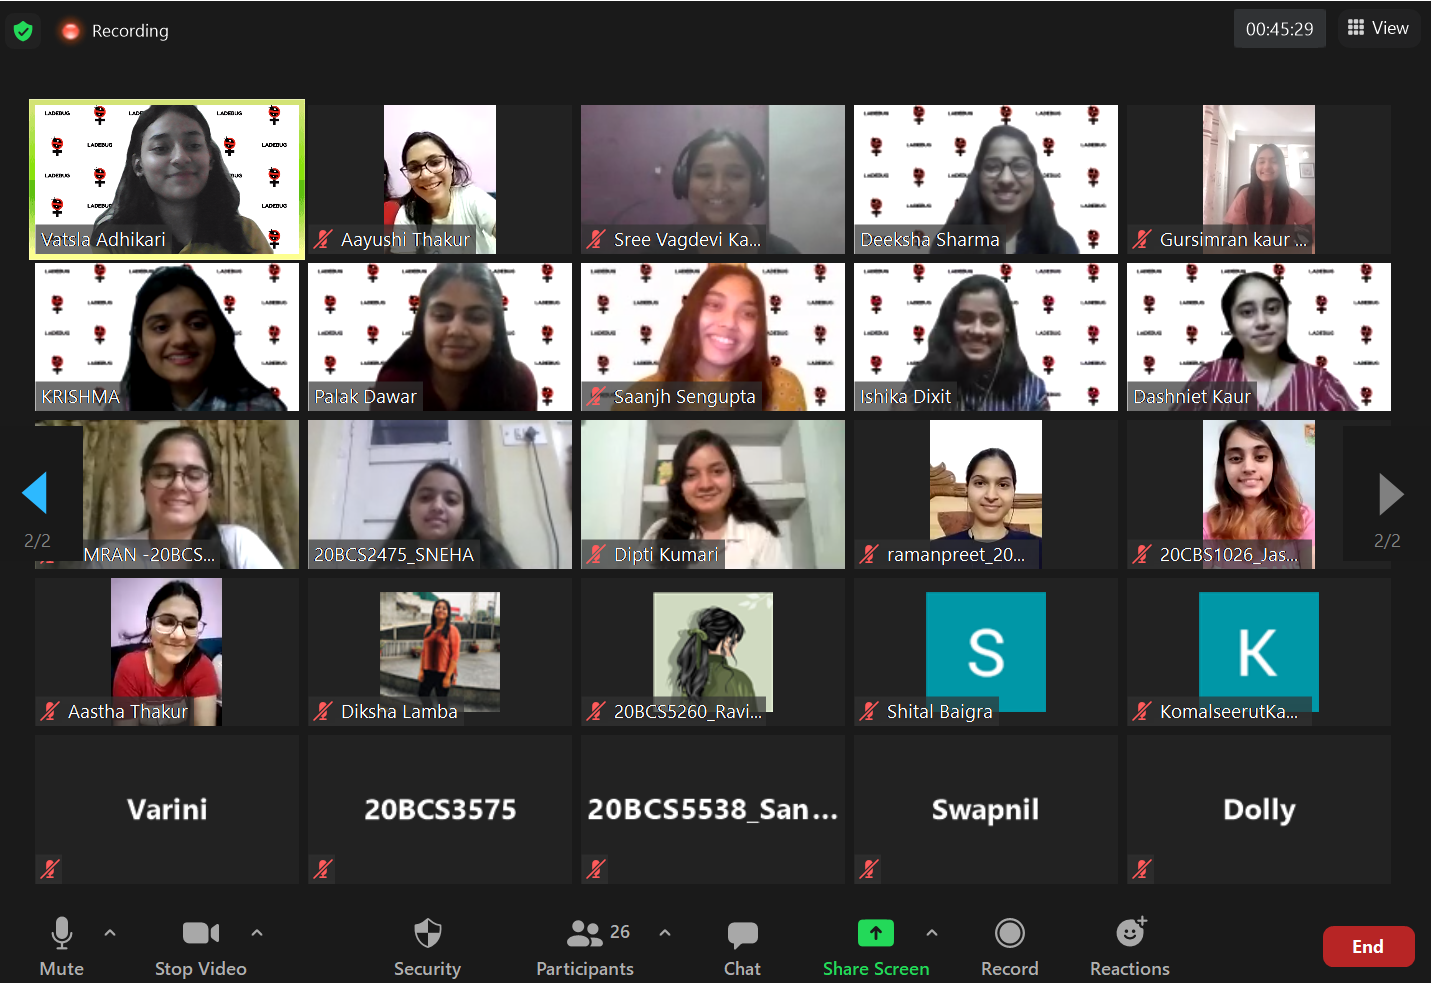 Recording
00:45:29
View
LADEBUG
Vatsla Adhikari
Aayushi Thakur
Sree Vagdevi Ka...
Deeksha Sharma
Gursimran kaur ...
KRISHMA
Palak Dawar
Saanjh Sengupta
Ishika Dixit
Dashniet Kaur
2/2
MRAN -20BCS...
20BCS2475_SNEHA
Dipti Kumari
ramanpreet_20...
20CBS1026_Jas...
2/2
Aastha Thakur
Diksha Lamba
20BCS5260_Ravi...
S
Shital Baigra
K
KomalseerutKa...
Varini
20BCS3575
20BCS5538_San...
Swapnil
Dolly
Mute
Stop Video
Security
26
Participants
Chat
Share Screen
Record
Reactions
End